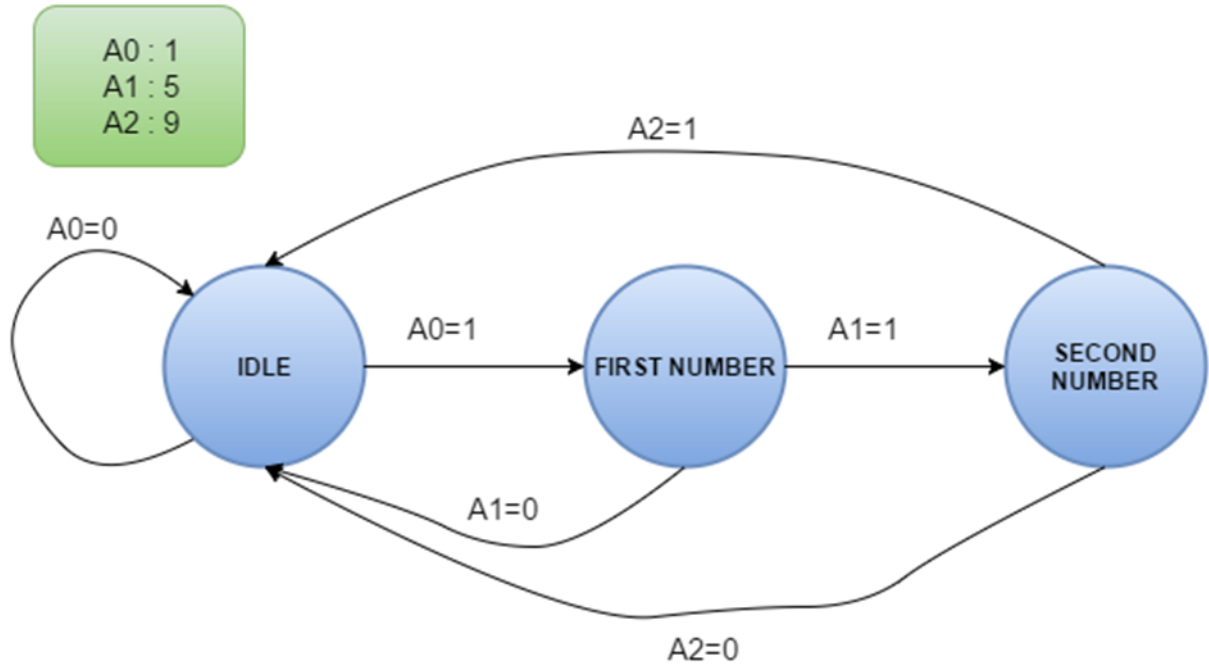 A0 : 1
A1 : 5
A2 : 9
A2=1
A0=0
A0=1
A1=1
IDLE
FIRST NUMBER
SECOND
NUMBER
A1=0
A2=0